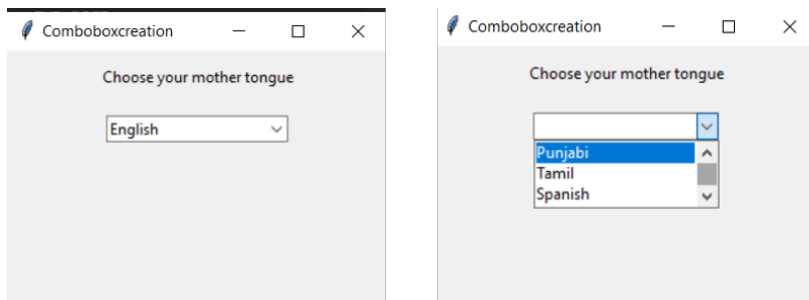 Comboboxcreation
Choose your mother tongue
English
Comboboxcreation
Choose your mother tongue
Punjabi
Tamil
Spanish